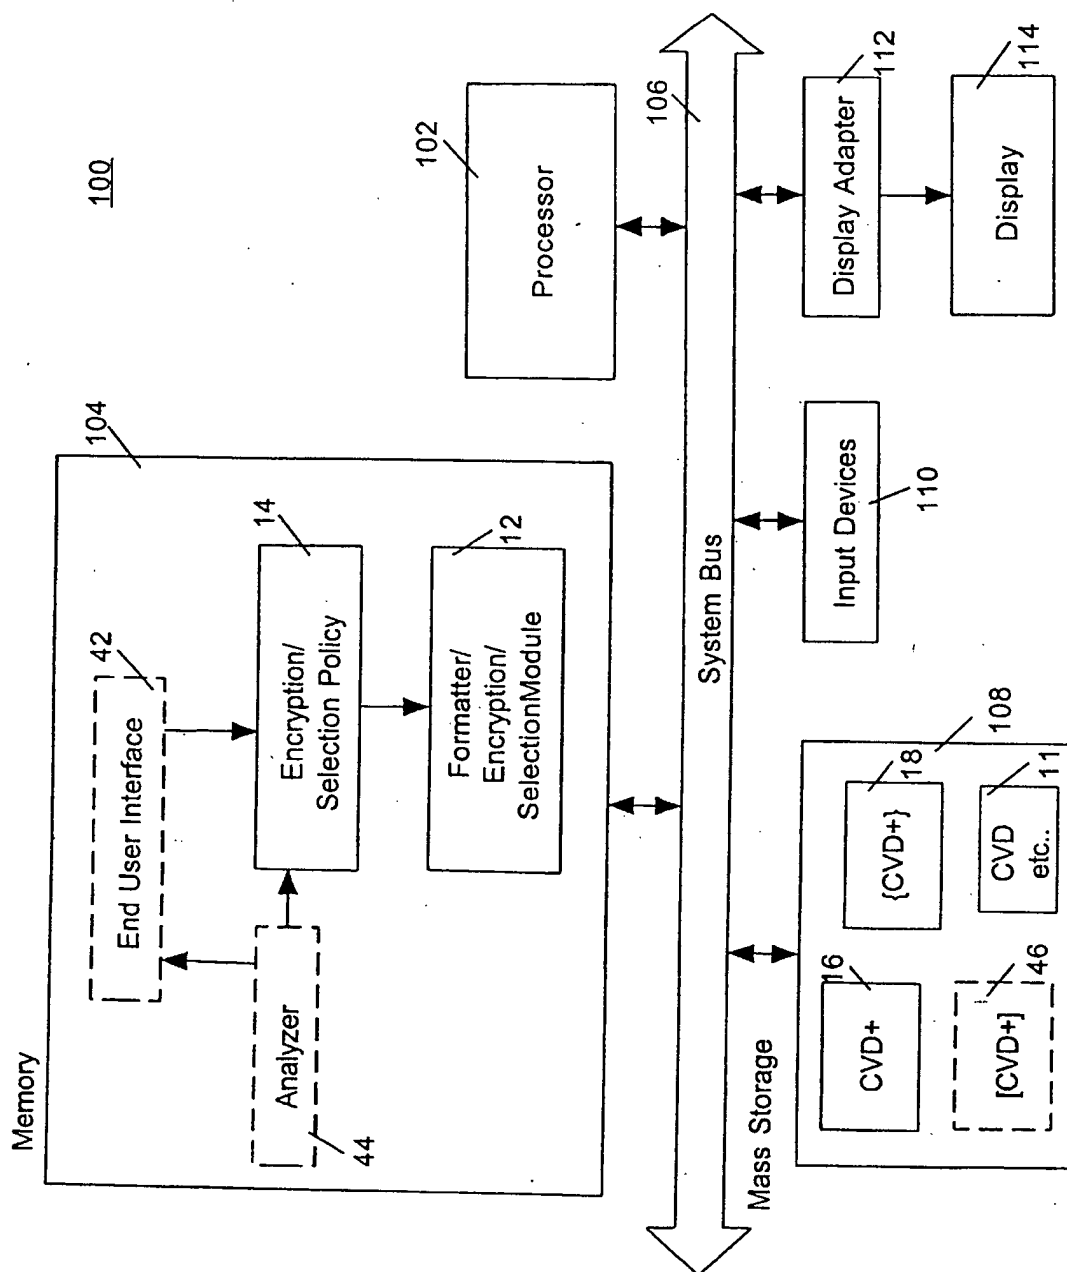 100
Memory
104
End User Interface
42
Analyzer
44
Encryption/
Selection Policy
14
Formatter/
Encryption/
SelectionModule
12
Processor
102
System Bus
106
Mass Storage
108
CVD+
16
{CVD+}
18
[CVD+]
46
CVD
etc..
11
Input Devices
110
Display Adapter
112
Display
114